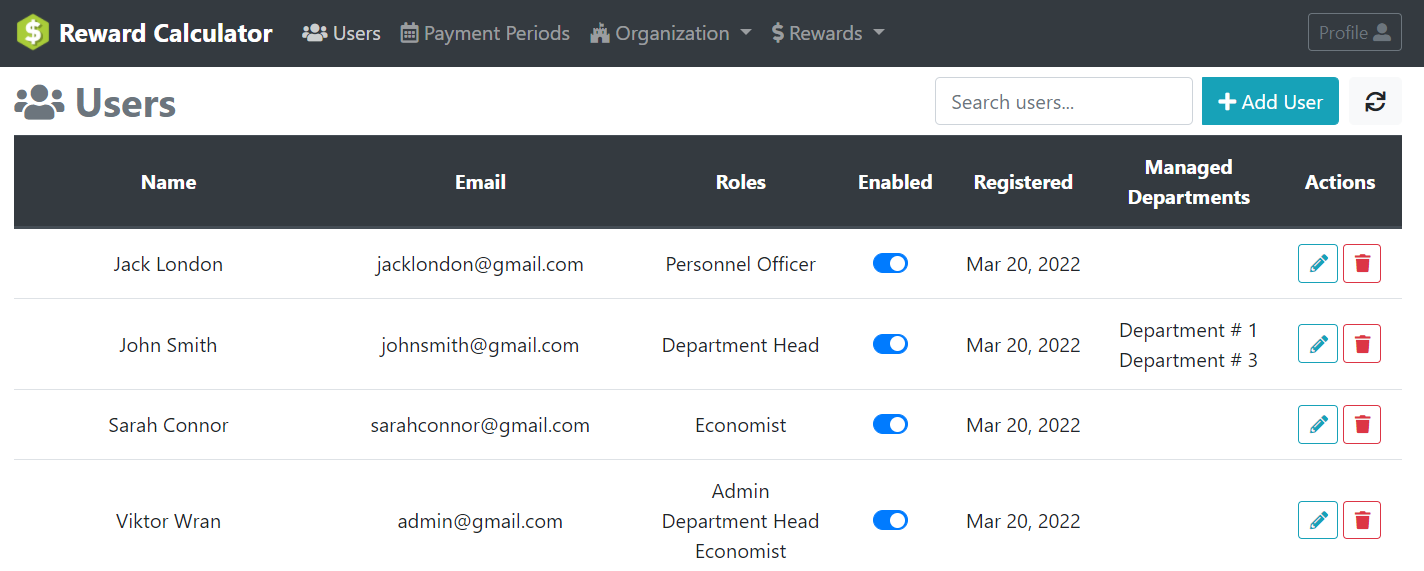 Reward Calculator Users Payment Periods Organization Rewards Profile
Users Search users... Add User
Name Email Roles Enabled Registered Managed Departments Actions
Jack London jacklondon@gmail.com Personnel Officer Mar 20, 2022
John Smith johnsmith@gmail.com Department Head Mar 20, 2022 Department # 1
Department # 3
Sarah Connor sarahconnor@gmail.com Economist Mar 20, 2022
Admin
Viktor Wran admin@gmail.com Department Head Mar 20, 2022
Economist